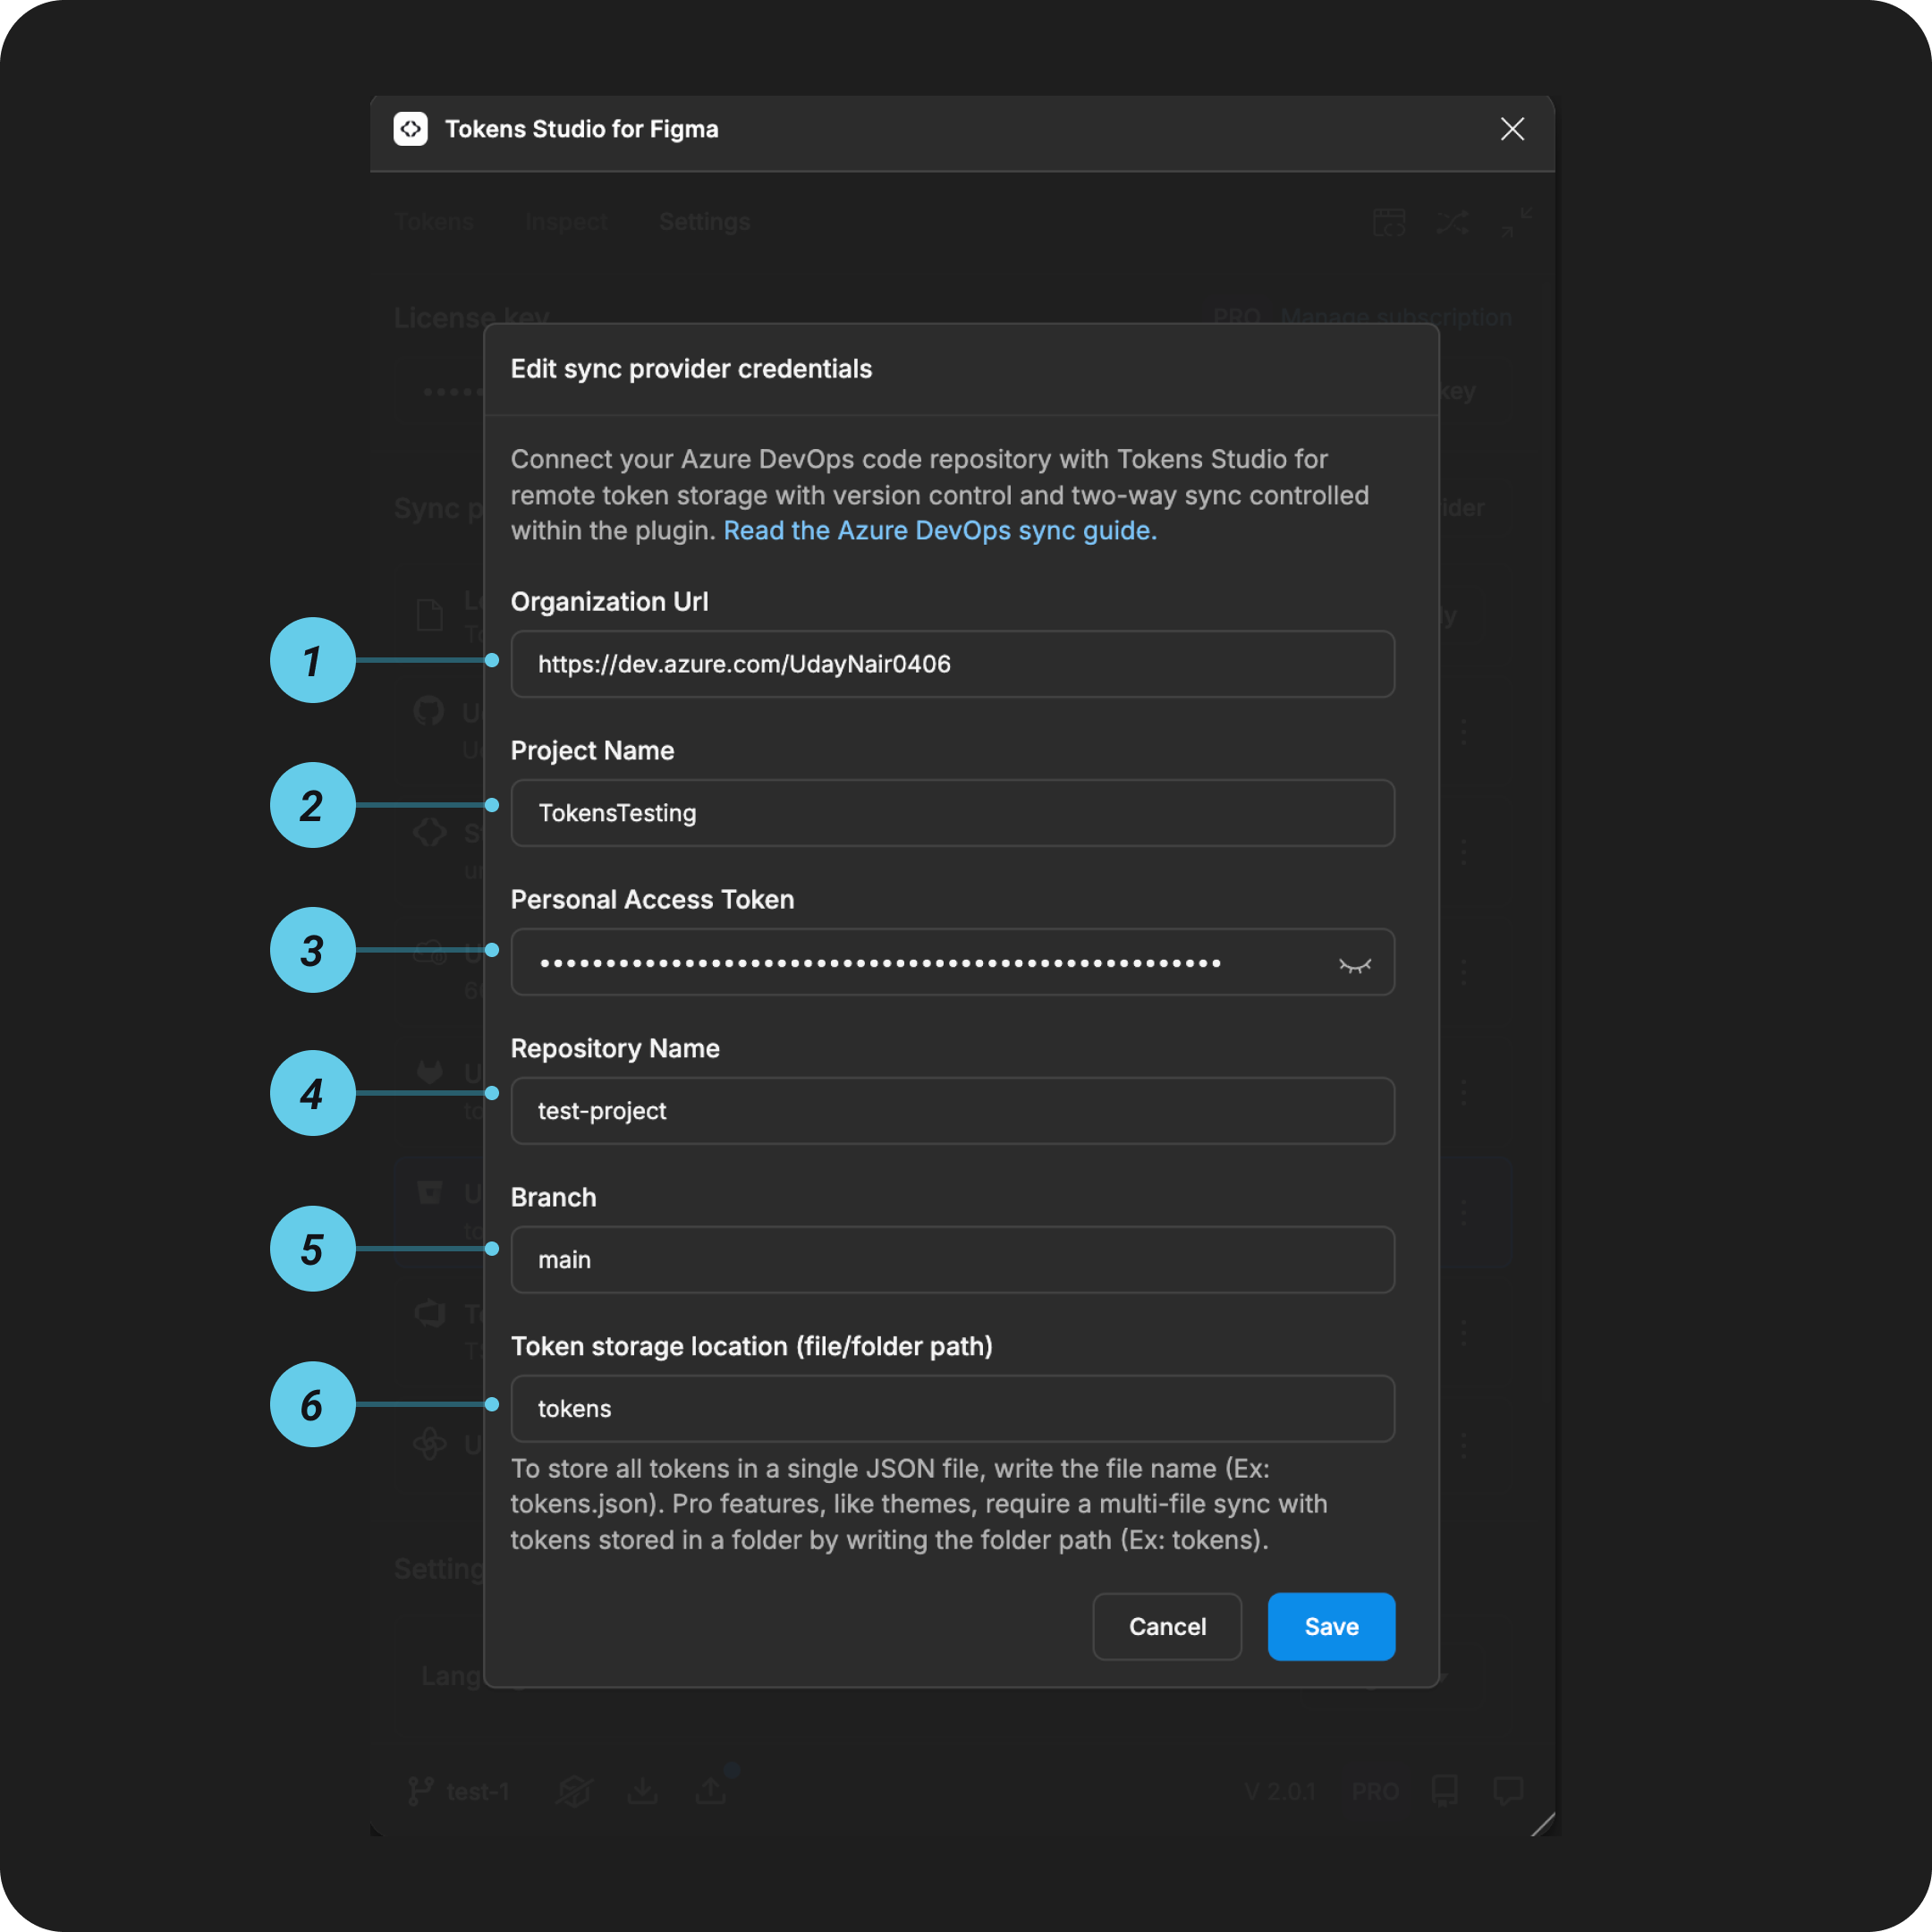 Tokens Studio for Figma
Tokens Inspect Settings
License key PRO Manage subscription
Edit sync provider credentials
key
Connect your Azure DevOps code repository with Tokens Studio for
remote token storage with version control and two-way sync controlled
within the plugin. Read the Azure DevOps sync guide.
Organization Url
1
https://dev.azure.com/UdayNair0406
Project Name
2
TokensTesting
Personal Access Token
3
••••••••••••••••••••••••••••••••••••••••••••••••••••
Repository Name
4
test-project
Branch
5
main
Token storage location (file/folder path)
6
tokens
To store all tokens in a single JSON file, write the file name (Ex:
tokens.json). Pro features, like themes, require a multi-file sync with
tokens stored in a folder by writing the folder path (Ex: tokens).
Cancel Save
test-1 V 2.0.1 PRO